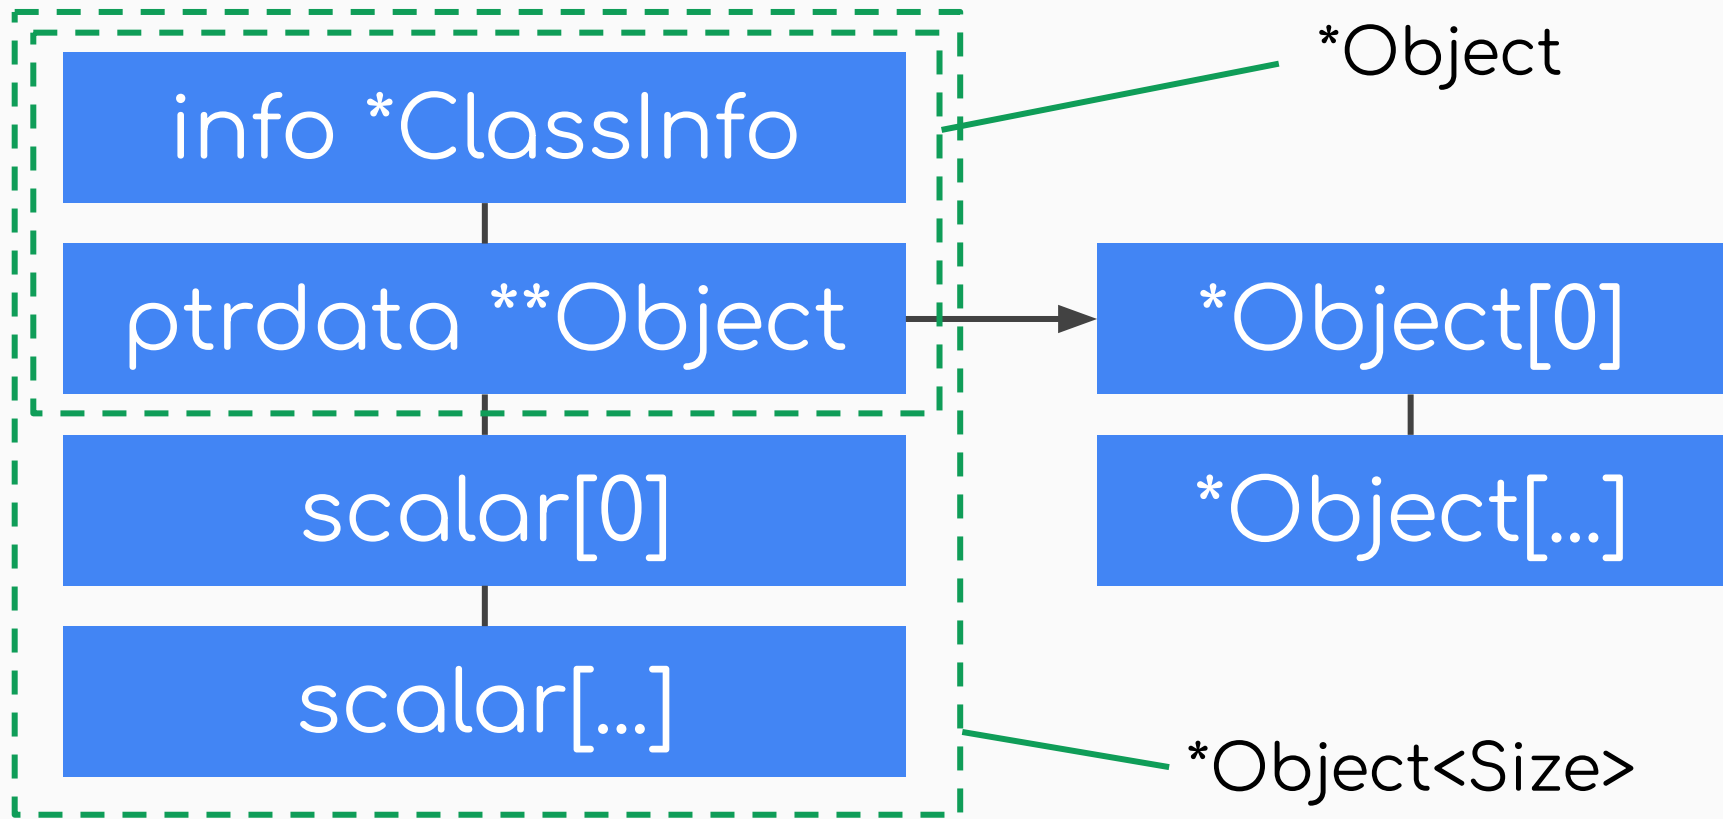 *Object
info *ClassInfo
ptrdata **Object
*Object[0]
scalar[0]
*Object[...]
scalar[...]
*Object<Size>